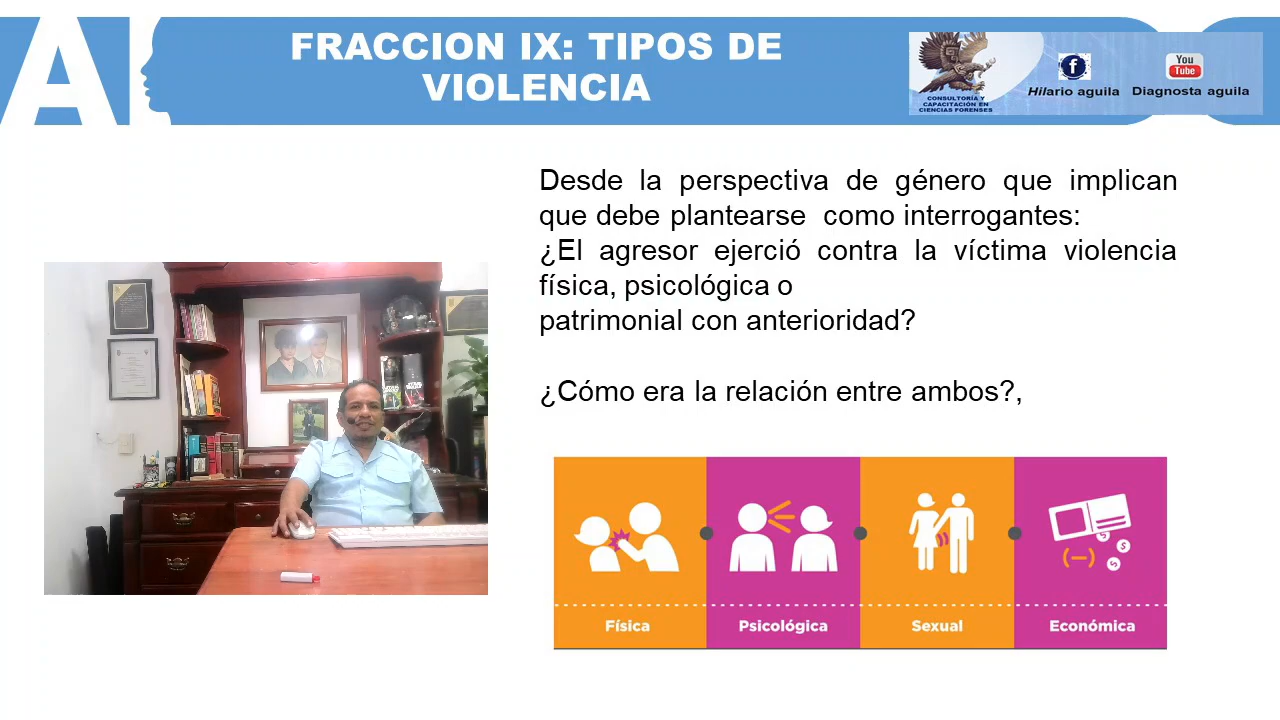 FRACCION IX: TIPOS DE
VIOLENCIA
CONSULTORIA Y
CAPACITACIÓN EN
CIENCIAS FORENSES
Hilario aguila
You
Tube
Diagnosta aguila
Desde la perspectiva de género que implican
que debe plantearse como interrogantes:
¿El agresor ejerció contra la víctima violencia
física, psicológica o
patrimonial con anterioridad?
¿Cómo era la relación entre ambos?,
STAR
WARS
Física
Psicológica
Sexual
Económica